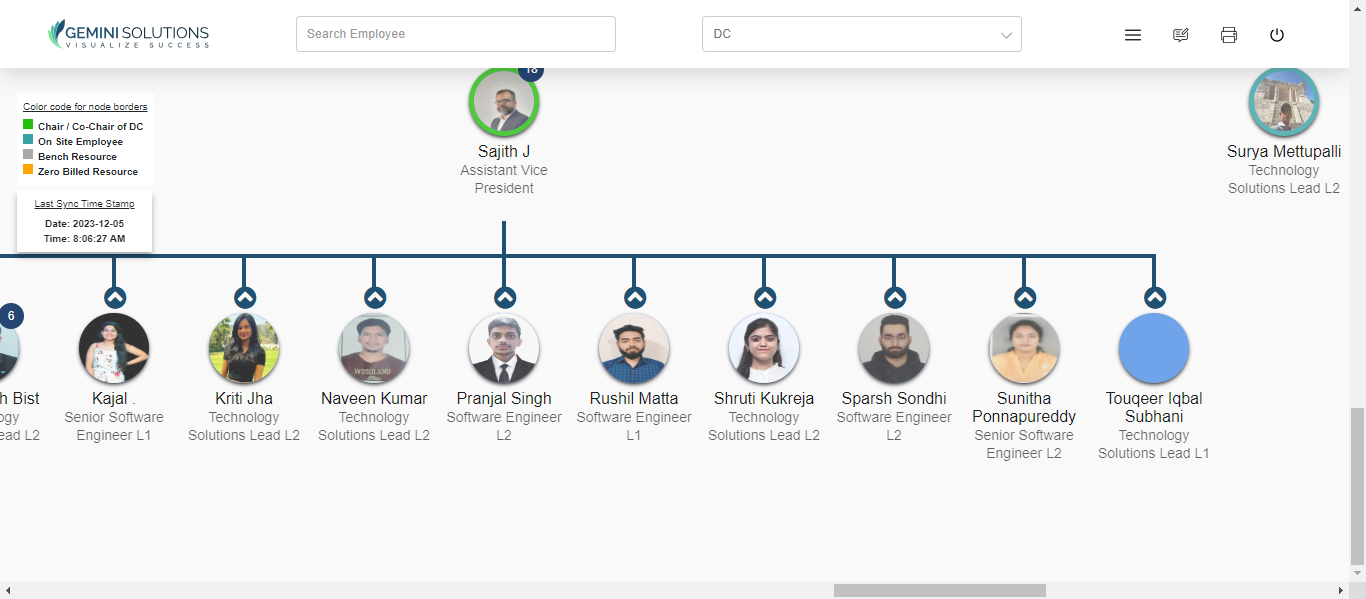 GEMINI SOLUTIONS
VISUALIZE SUCCESS
Search Employee
DC
Color code for node borders
Chair / Co-Chair of DC
On Site Employee
Bench Resource
Zero Billed Resource
Last Sync Time Stamp
Date: 2023-12-05
Time: 8:06:27 AM
18
Sajith J
Assistant Vice
President
Surya Mettupalli
Technology
Solutions Lead L2
6
h Bist
ogy
ead L2
Kajal .
Senior Software
Engineer L1
Kriti Jha
Technology
Solutions Lead L2
WOODLAND
Naveen Kumar
Technology
Solutions Lead L2
Pranjal Singh
Software Engineer
L2
Rushil Matta
Software Engineer
L1
Shruti Kukreja
Technology
Solutions Lead L2
Sparsh Sondhi
Software Engineer
L2
Sunitha
Ponnapureddy
Senior Software
Engineer L2
Touqeer Iqbal
Subhani
Technology
Solutions Lead L1